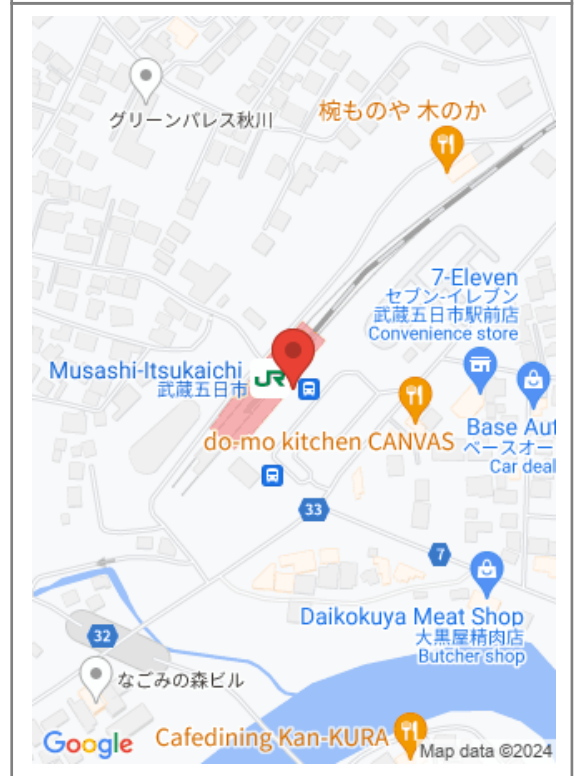 グリーンパレス秋川
椀ものや 木のか
7-Eleven
セブン-イレブン
武蔵五日市駅前店
Convenience store
Musashi-Itsukaichi
武蔵五日市
JR
do-mo kitchen CANVAS
Base Aut
ベースオー
Car deal
33
7
Daikokuya Meat Shop
大黒屋精肉店
Butcher shop
32
なごみの森ビル
Google
Cafedining Kan-KURA
Map data ©2024